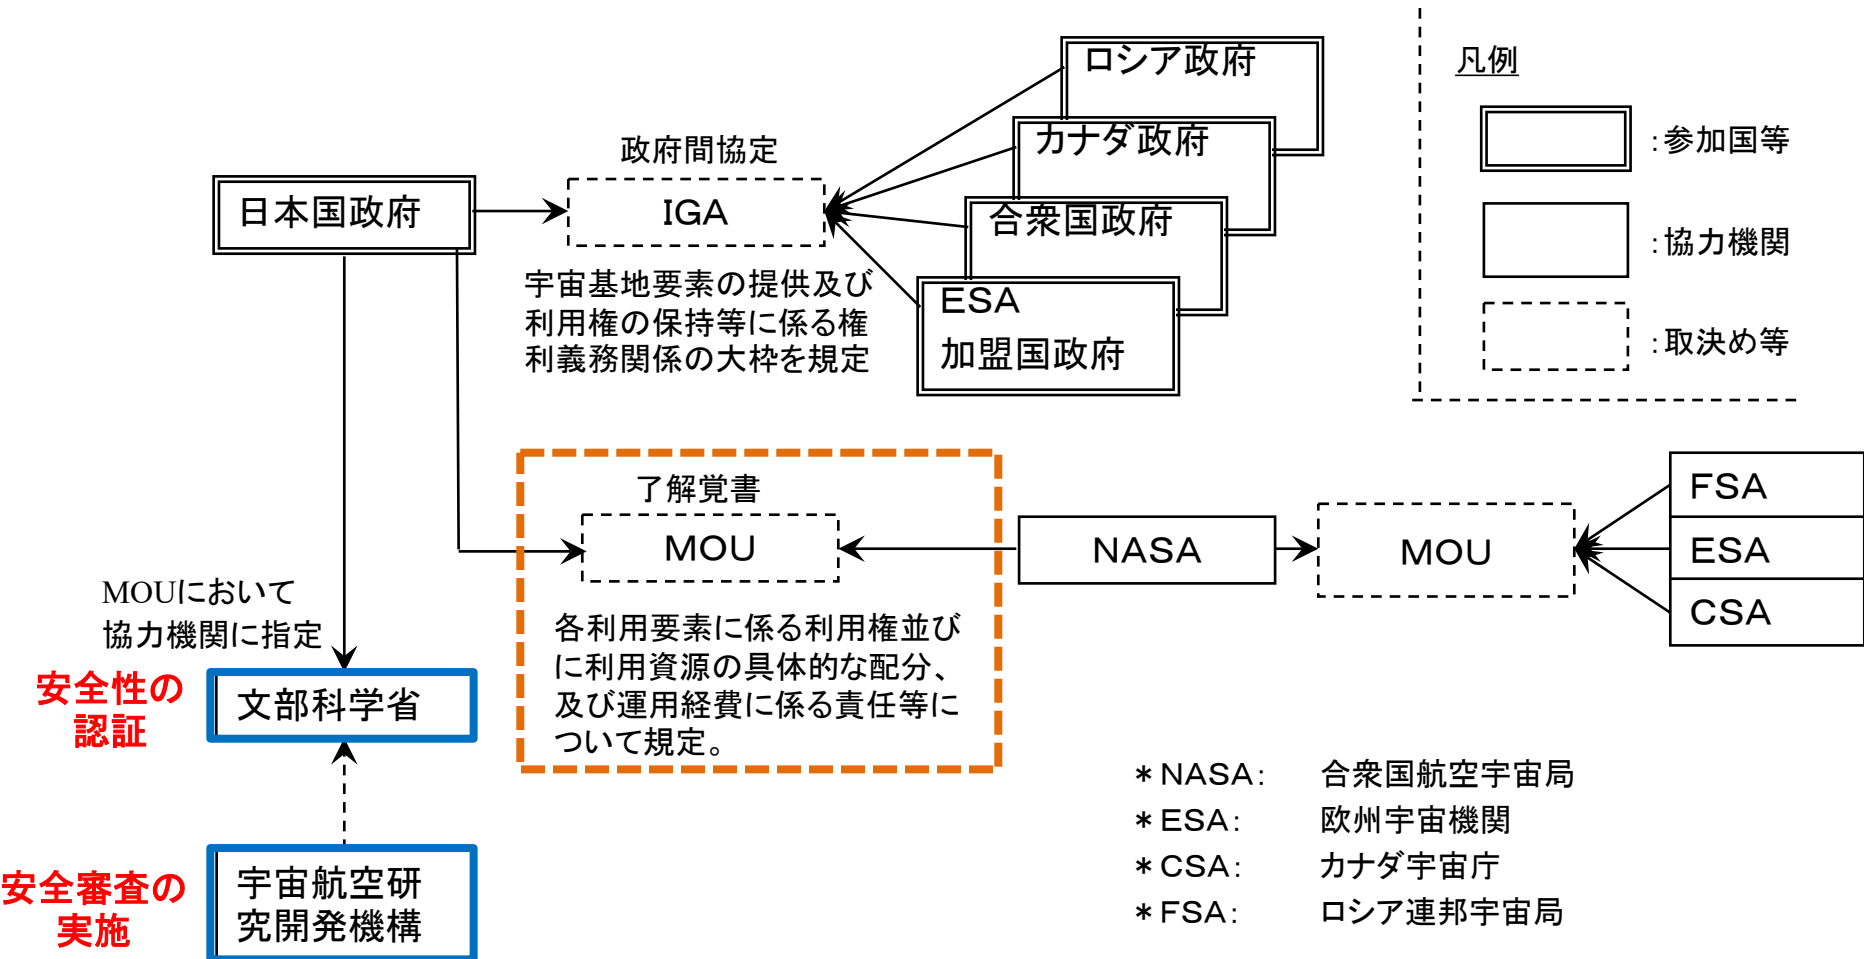 ロシア政府
カナダ政府
合衆国政府
ESA
加盟国政府
政府間協定
IGA
日本国政府
宇宙基地要素の提供及び
利用権の保持等に係る権
利義務関係の大枠を規定
凡例
:参加国等
:協力機関
:取決め等
了解覚書
MOU
各利用要素に係る利用権並び
に利用資源の具体的な配分、
及び運用経費に係る責任等に
ついて規定。
NASA
MOU
FSA
ESA
CSA
MOUにおいて
協力機関に指定
安全性の
認証
文部科学省
安全審査の
実施
宇宙航空研
究開発機構
*NASA: 合衆国航空宇宙局
*ESA: 欧州宇宙機関
*CSA: カナダ宇宙庁
*FSA: ロシア連邦宇宙局